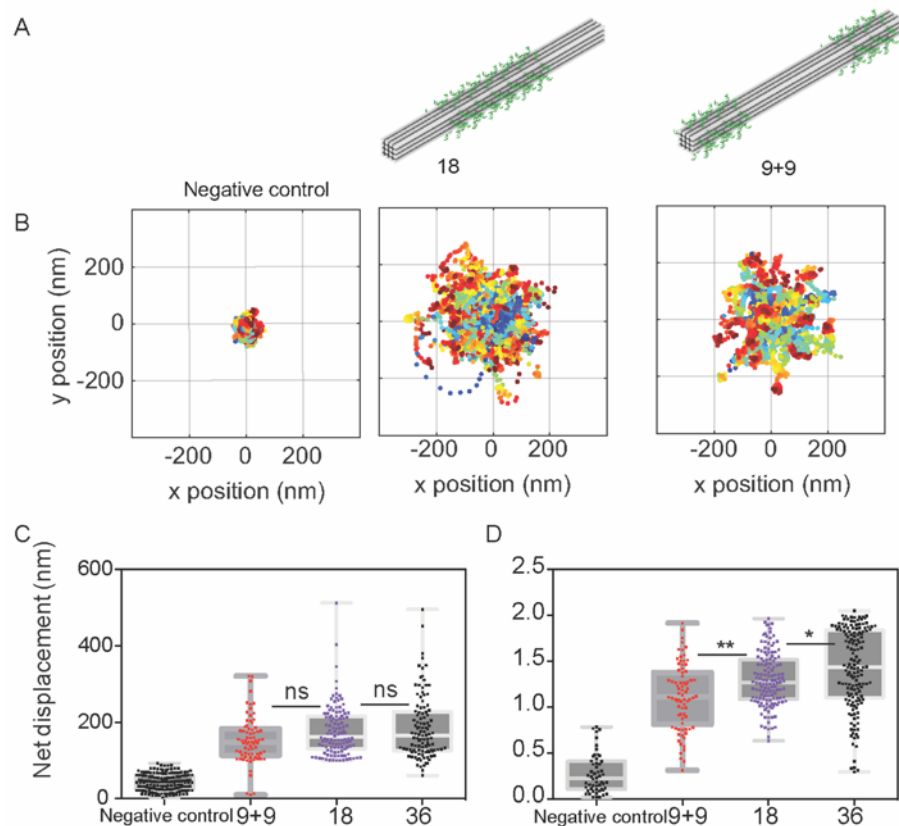 A
18
9+9
Negative control
B
y position (nm)
200
0
-200
-200 0 200
x position (nm)
-200 0 200
x position (nm)
-200 0 200
x position (nm)
C
Net displacement (nm)
600
400
200
0
ns
ns
Negative control 9+9 18 36
D
2.5
2.0
1.5
1.0
0.5
0.0
**
*
Negative control 9+9 18 36